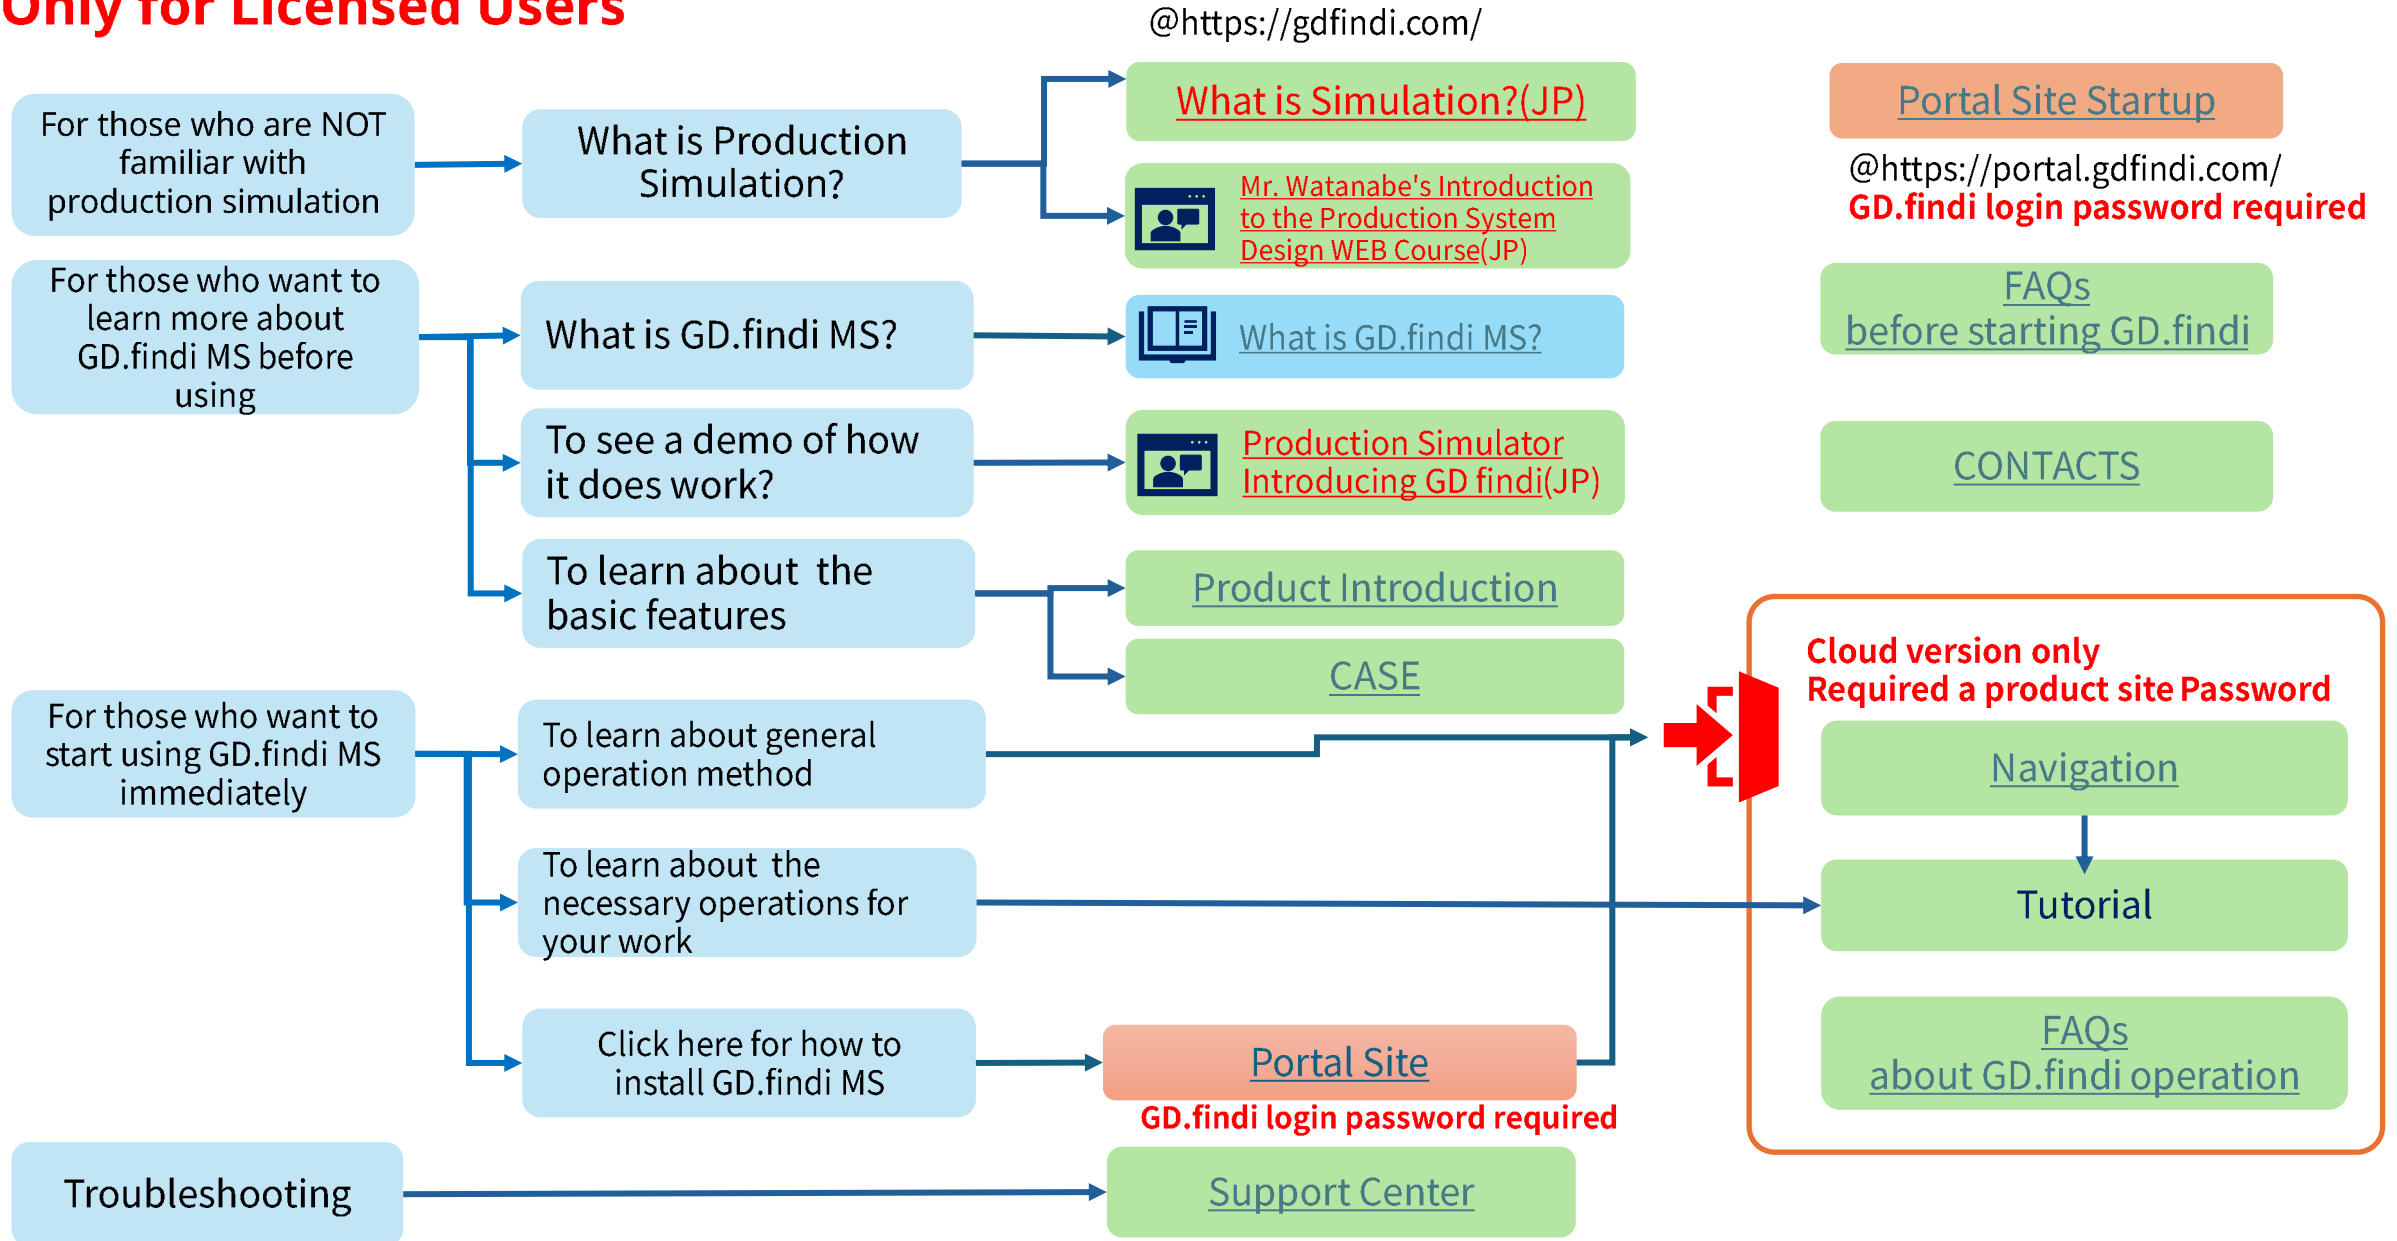 Only for Licensed Users
@https://gdfindi.com/
For those who are NOT
familiar with
production simulation
What is Production
Simulation?
What is Simulation?(JP)
Mr. Watanabe's Introduction
to the Production System
Design WEB Course(JP)
Portal Site Startup
@https://portal.gdfindi.com/
GD.findi login password required
For those who want to
learn more about
GD.findi MS before
using
What is GD.findi MS?
What is GD.findi MS?
FAQs
before starting GD.findi
To see a demo of how
it does work?
Production Simulator
Introducing GD findi(JP)
CONTACTS
To learn about the
basic features
Product Introduction
CASE
For those who want to
start using GD.findi MS
immediately
To learn about general
operation method
Cloud version only
Required a product site Password
Navigation
To learn about the
necessary operations for
your work
Tutorial
Click here for how to
install GD.findi MS
Portal Site
GD.findi login password required
FAQs
about GD.findi operation
Troubleshooting
Support Center